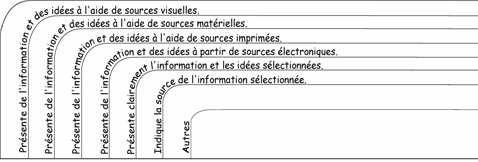 Présente de l'information et des idées à l'aide de sources visuelles.
Présente de l'information et des idées à l'aide de sources matérielles.
Présente de l'information et des idées à l'aide de sources imprimées.
Présente de l'information et des idées à partir de sources électroniques.
Présente clairement l'information et les idées sélectionnées.
Indique la source de l'information sélectionnée.
Autres